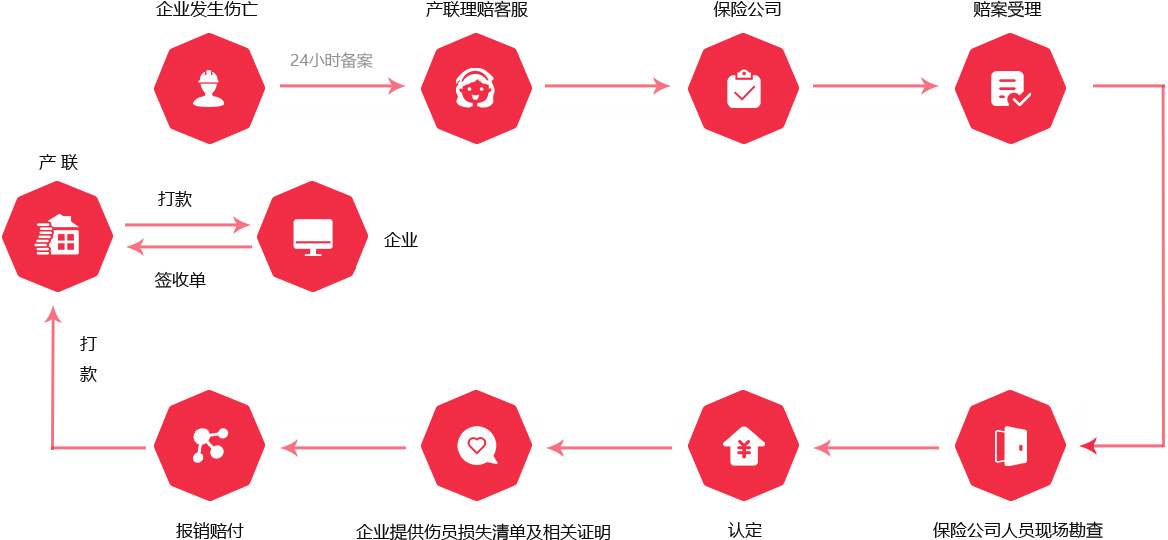 企业发生伤亡
产联理赔客服
保险公司
赔案受理
24小时备案
产 联
打款
企业
签收单
打
款
报销赔付
企业提供伤员损失清单及相关证明
认定
保险公司人员现场勘查